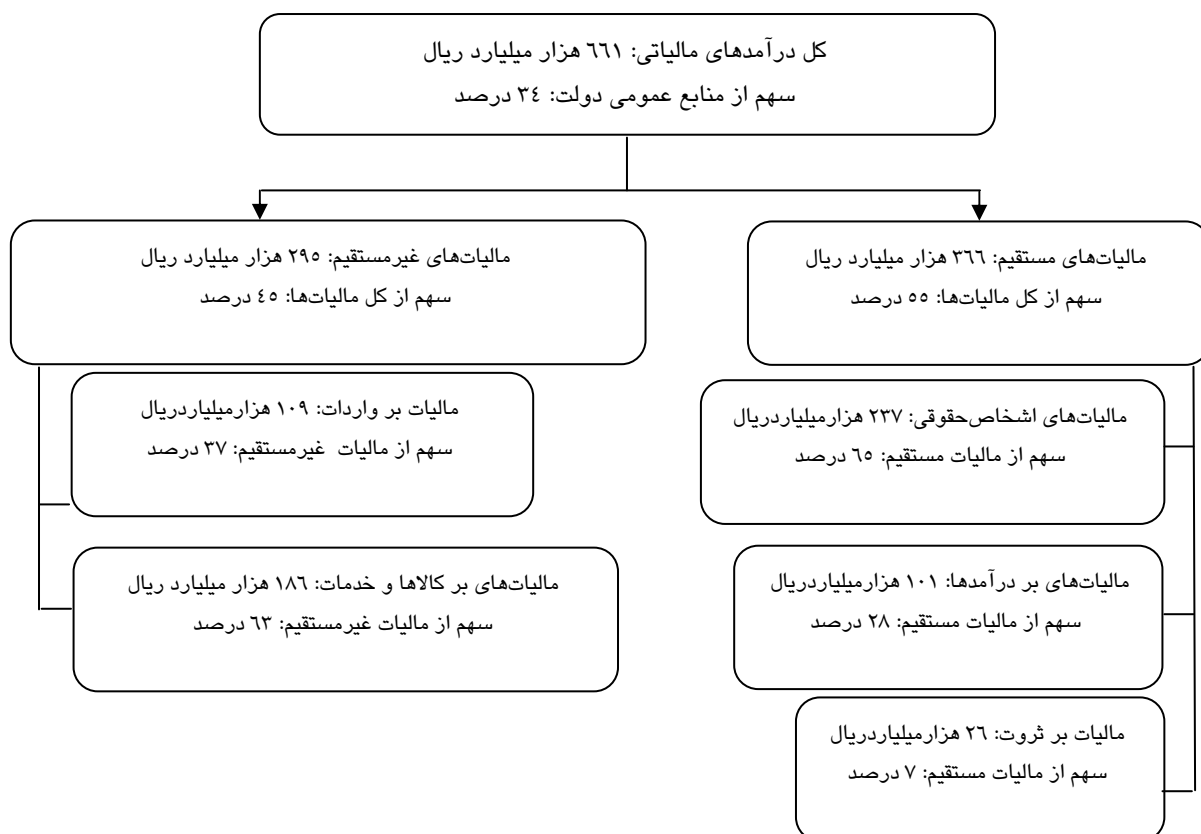 کل درآمدهای مالیاتی: ٦٦١ هزار میلیارد ریال
سهم از منابع عمومی دولت: ٣٤ درصد
مالیات‌های مستقیم: ٣٦٦ هزار میلیارد ریال
سهم از کل مالیات‌ها: ٥٥ درصد
مالیات‌های اشخاص‌حقوقی: ٢٣٧ هزارمیلیاردریال
سهم از مالیات مستقیم: ٦٥ درصد
مالیات‌های بر درآمدها: ١٠١ هزارمیلیاردریال
سهم از مالیات مستقیم: ٢٨ درصد
مالیات بر ثروت: ٢٦ هزارمیلیاردریال
سهم از مالیات مستقیم: ٧ درصد
مالیات‌های غیرمستقیم: ٢٩٥ هزار میلیارد ریال
سهم از کل مالیات‌ها: ٤٥ درصد
مالیات بر واردات: ١٠٩ هزارمیلیاردریال
سهم از مالیات غیرمستقیم: ٣٧ درصد
مالیات‌های بر کالاها و خدمات: ١٨٦ هزار میلیارد ریال
سهم از مالیات غیرمستقیم: ٦٣ درصد